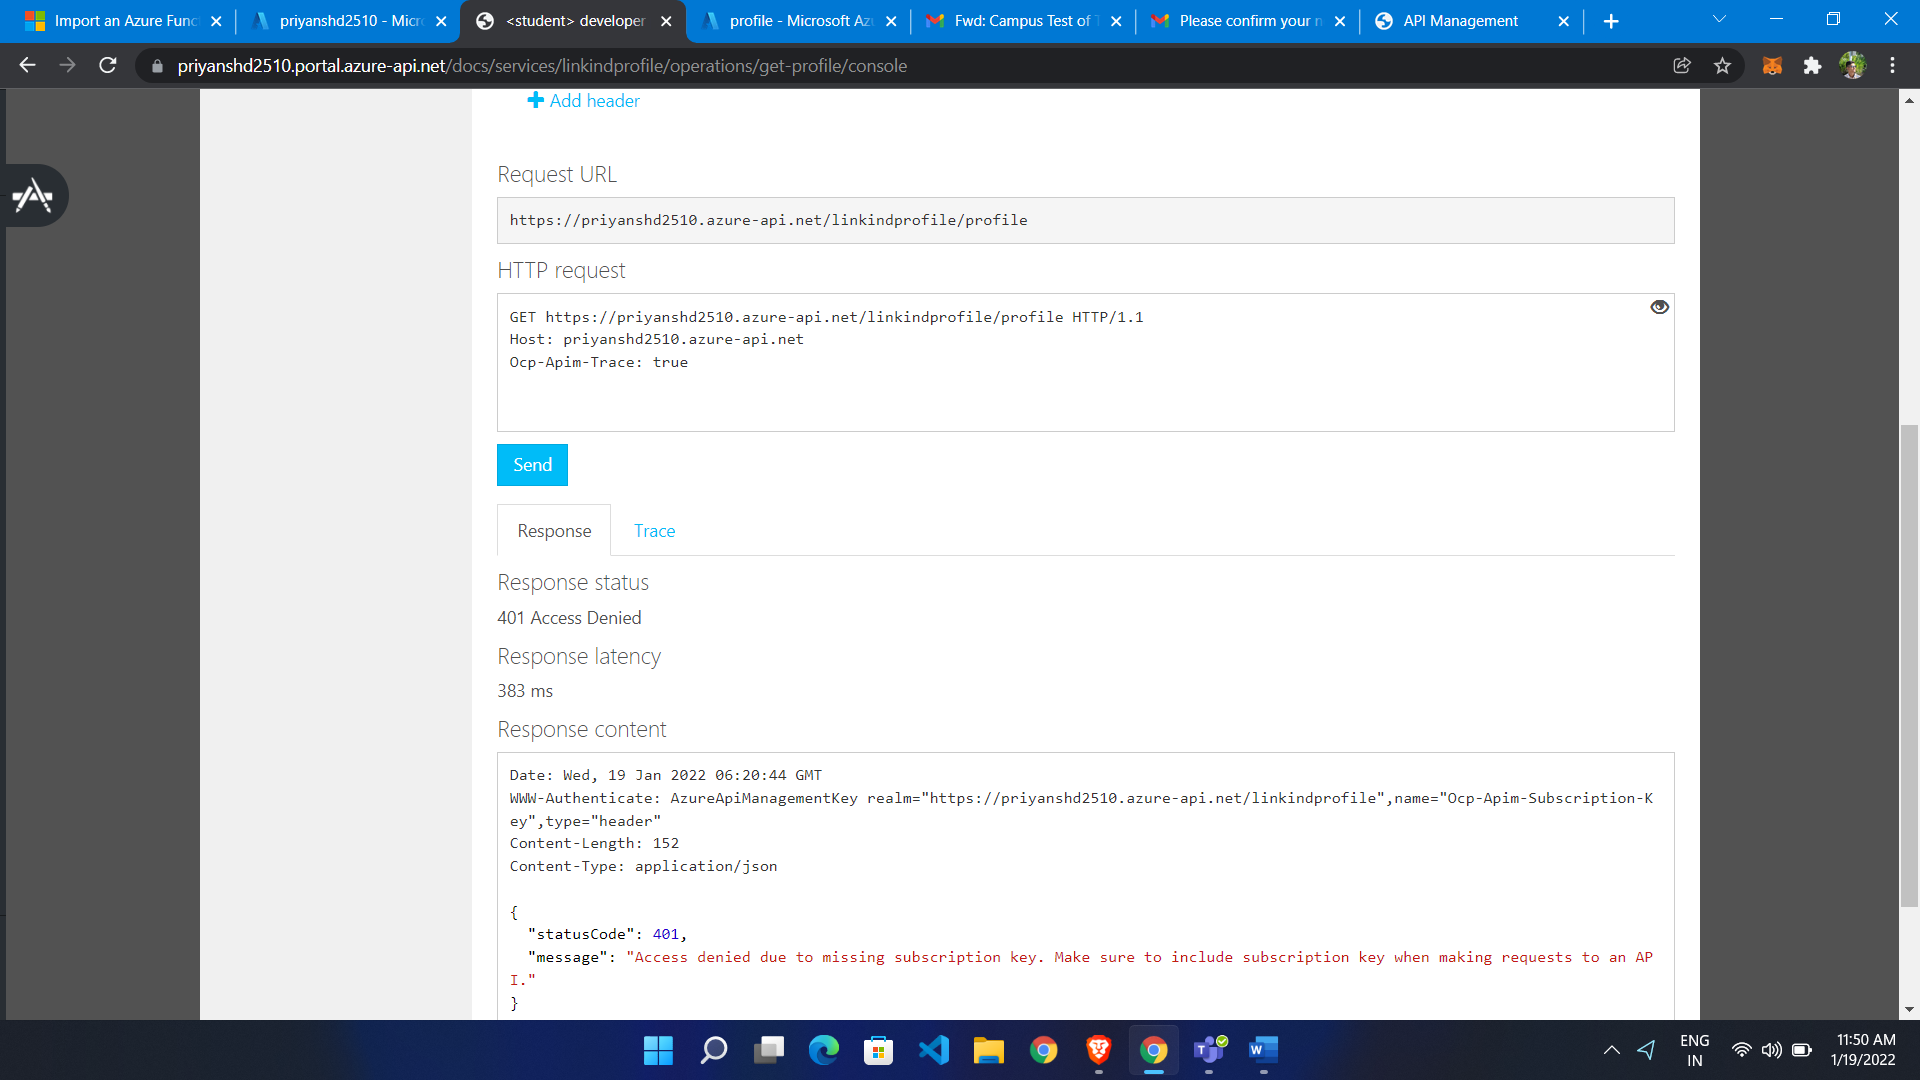 Import an Azure Func
priyanshd2510 - Micr
<student> developer
profile - Microsoft Az
Fwd: Campus Test of T
Please confirm your n
API Management
priyanshd2510.portal.azure-api.net/docs/services/linkindprofile/operations/get-profile/console
Add header
Request URL
https://priyanshd2510.azure-api.net/linkindprofile/profile
HTTP request
GET https://priyanshd2510.azure-api.net/linkindprofile/profile HTTP/1.1
Host: priyanshd2510.azure-api.net
Ocp-Apim-Trace: true
Send
Response Trace
Response status
401 Access Denied
Response latency
383 ms
Response content
Date: Wed, 19 Jan 2022 06:20:44 GMT
WWW-Authenticate: AzureApiManagementKey realm="https://priyanshd2510.azure-api.net/linkindprofile",name="Ocp-Apim-Subscription-K
ey",type="header"
Content-Length: 152
Content-Type: application/json
{
"statusCode": 401,
"message": "Access denied due to missing subscription key. Make sure to include subscription key when making requests to an AP
I."
}
ENG
IN
11:50 AM
1/19/2022